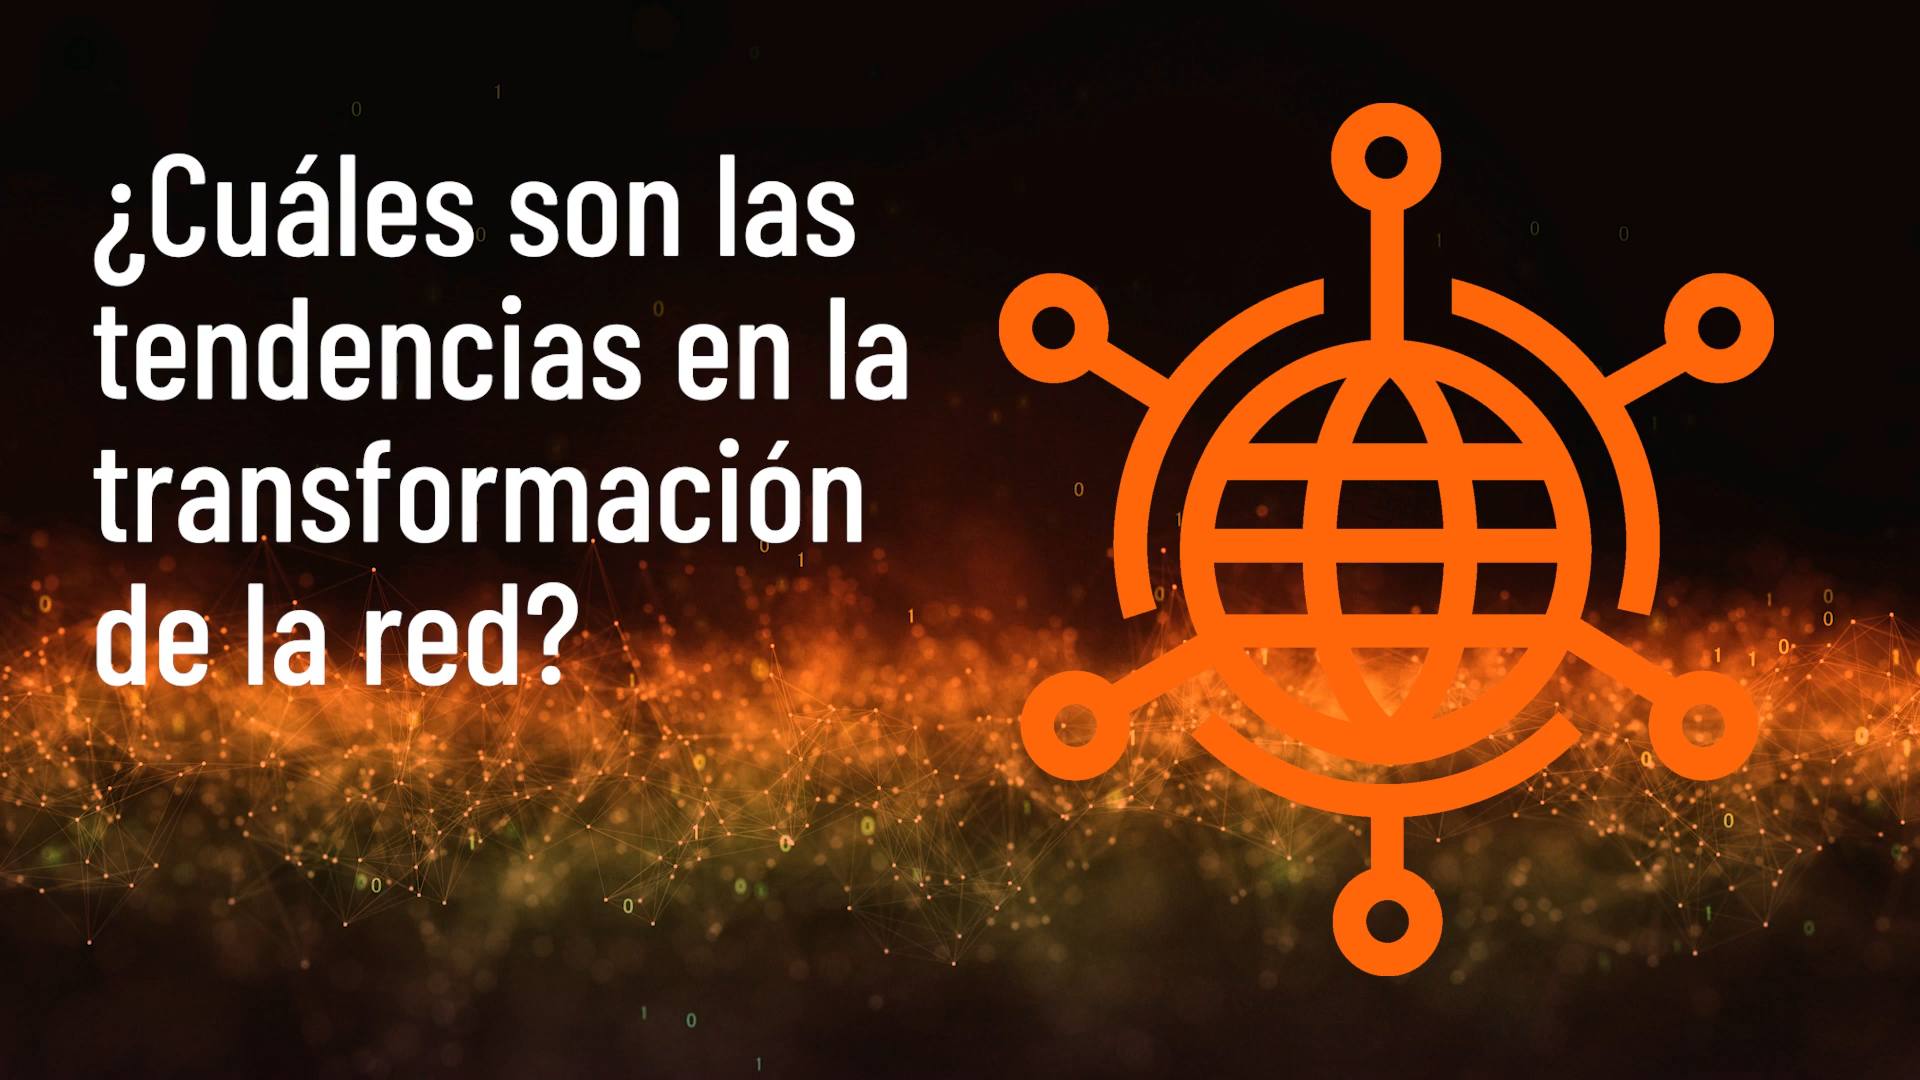 ¿Cuáles son las
tendencias en la
transformación
de la red?